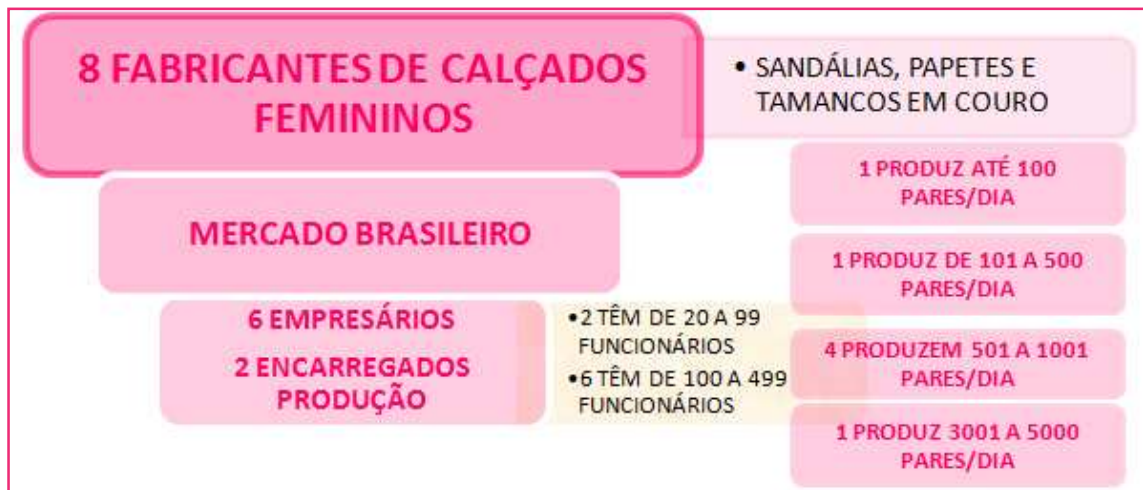 8 FABRICANTES DE CALÇADOS
FEMININOS
• SANDÁLIAS, PAPETES E
TAMANCOS EM COURO
MERCADO BRASILEIRO
6 EMPRESÁRIOS
2 ENCARREGADOS
PRODUÇÃO
•2 TÊM DE 20 A 99
FUNCIONÁRIOS
•6 TÊM DE 100 A 499
FUNCIONÁRIOS
1 PRODUZ ATÉ 100
PARES/DIA
1 PRODUZ DE 101 A 500
PARES/DIA
4 PRODUZEM 501 A 1001
PARES/DIA
1 PRODUZ 3001 A 5000
PARES/DIA